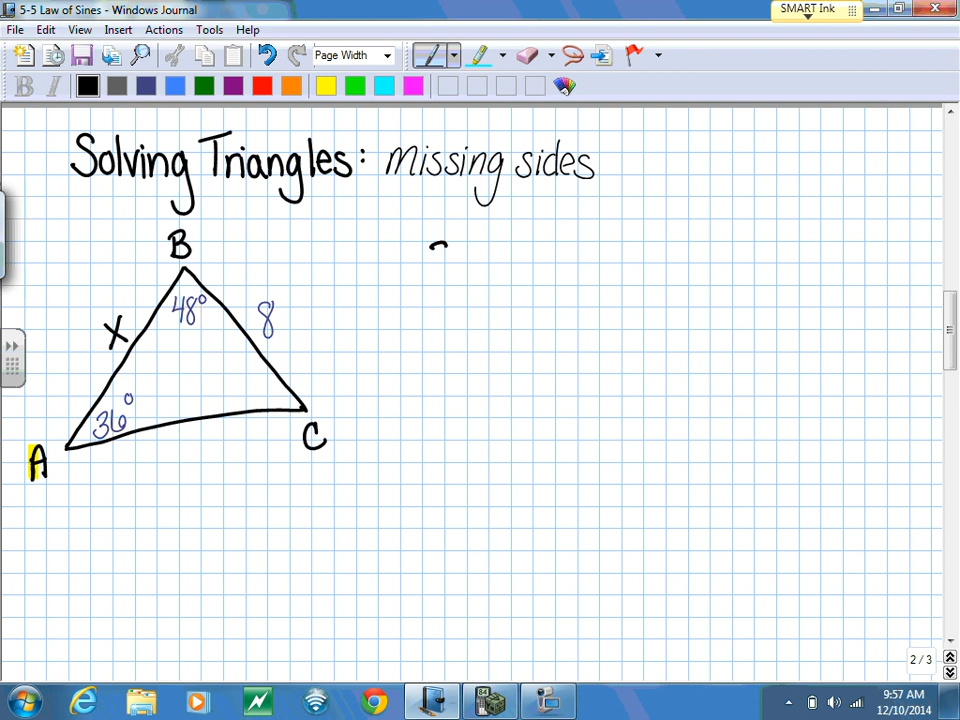 5-5 Law of Sines - Windows Journal
SMART Ink
File Edit View Insert Actions Tools Help
Page Width
B I
Solving Triangles: missing sides
B
48° 8
X
36°
C
A
2 / 3
84
9:57 AM
12/10/2014